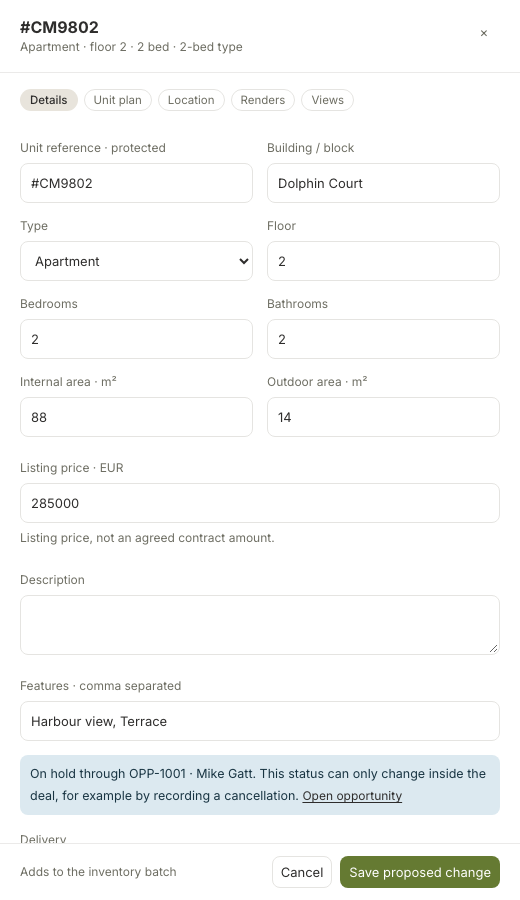 #CM9802
Apartment · floor 2 · 2 bed · 2-bed type
×
Details
Unit plan
Location
Renders
Views
Unit reference · protected
Building / block
#CM9802
Dolphin Court
Type
Floor
Apartment
2
Bedrooms
Bathrooms
2
2
Internal area · m²
Outdoor area · m²
88
14
Listing price · EUR
285000
Listing price, not an agreed contract amount.
Description
Features · comma separated
Harbour view, Terrace
On hold through OPP-1001 · Mike Gatt. This status can only change inside the
deal, for example by recording a cancellation. Open opportunity
Delivery
Adds to the inventory batch
Cancel
Save proposed change